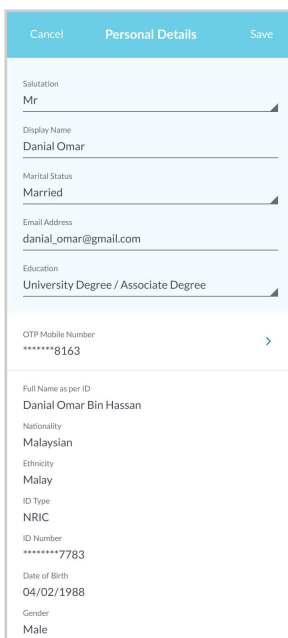 Cancel Personal Details Save
Salutation
Mr
Display Name
Danial Omar
Marital Status
Married
Email Address
danial_omar@gmail.com
Education
University Degree / Associate Degree
OTP Mobile Number
*******8163
Full Name as per ID
Danial Omar Bin Hassan
Nationality
Malaysian
Ethnicity
Malay
ID Type
NRIC
ID Number
********7783
Date of Birth
04/02/1988
Gender
Male